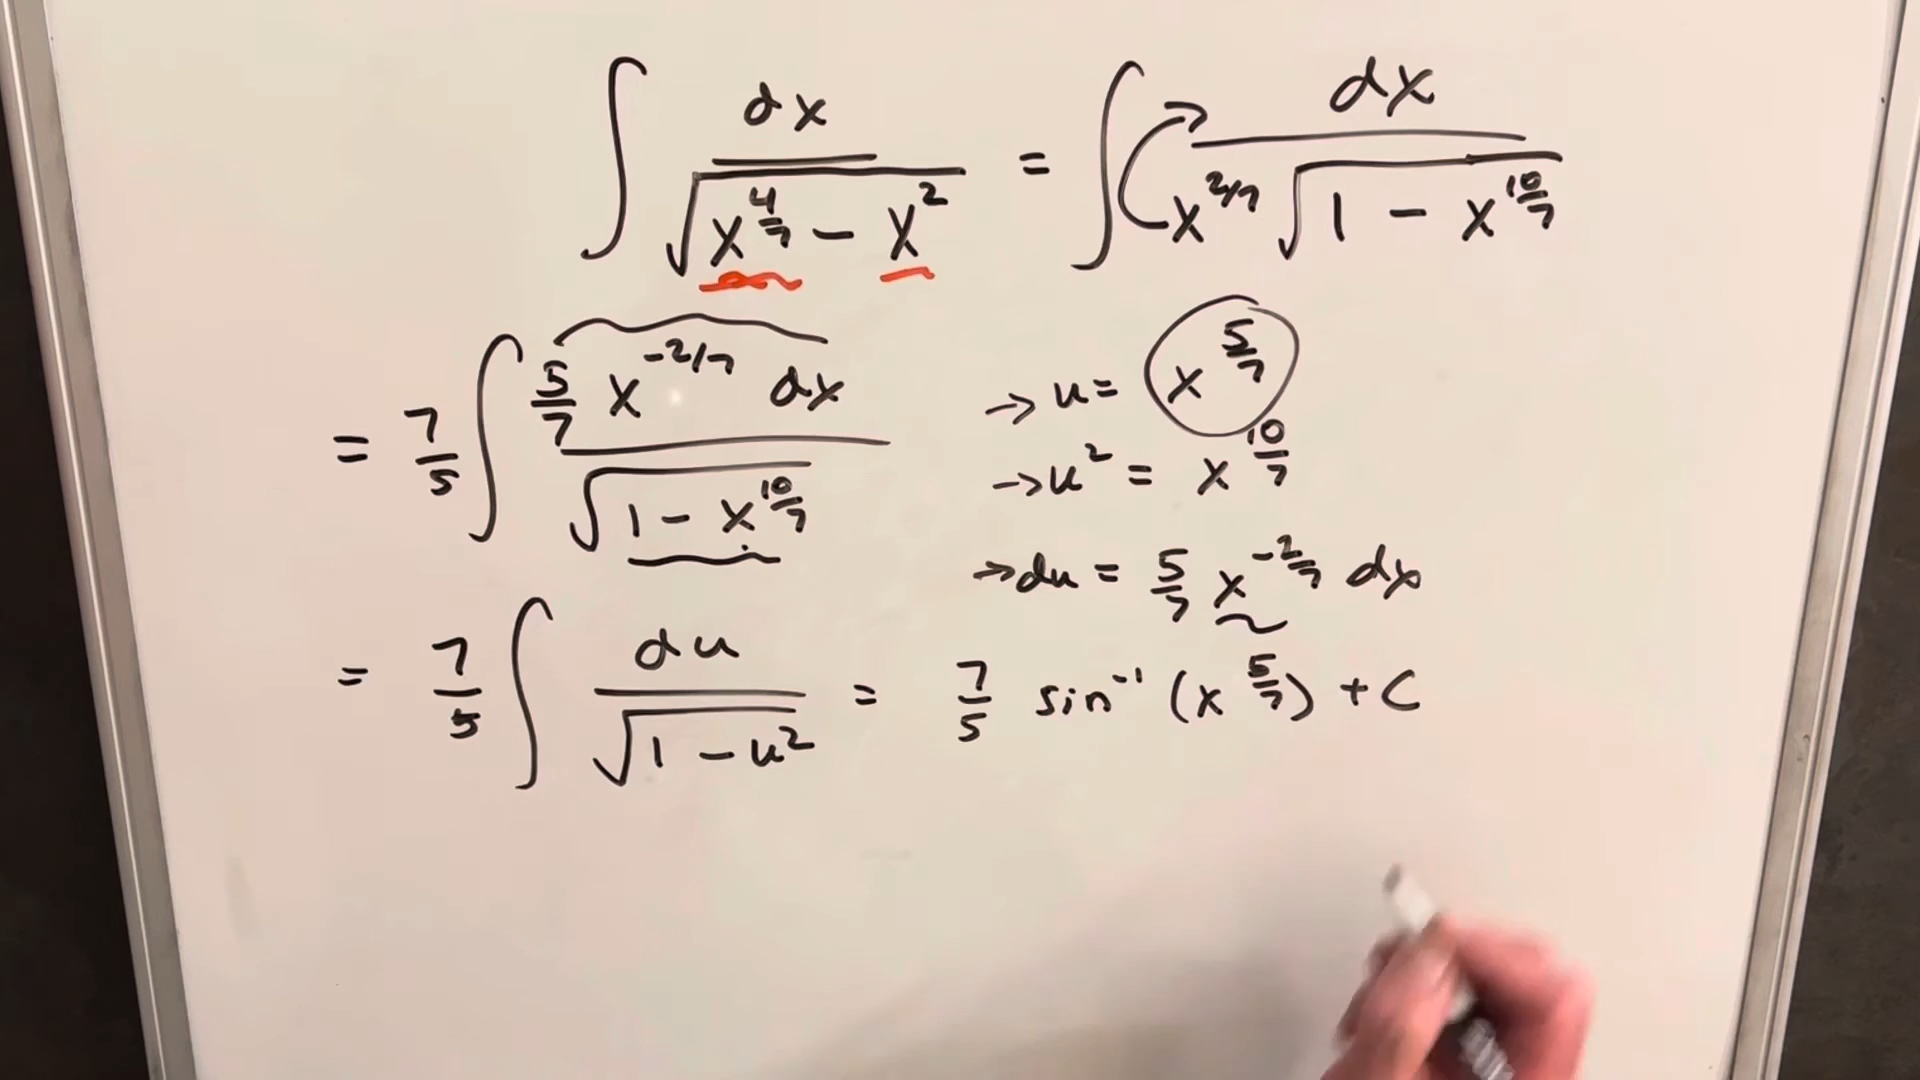 ∫ dx / √(x^(4/7) − x^2) = ∫ dx / (x^(2/7) √(1 − x^(10/7)))
= 7/5 ∫ (5/7 x^(-2/7) dx) / √(1 − x^(10/7))
→ u = x^(5/7)
→ u^2 = x^(10/7)
→ du = 5/7 x^(-2/7) dx
= 7/5 ∫ du / √(1 − u^2) = 7/5 sin^(-1) (x^(5/7)) + C